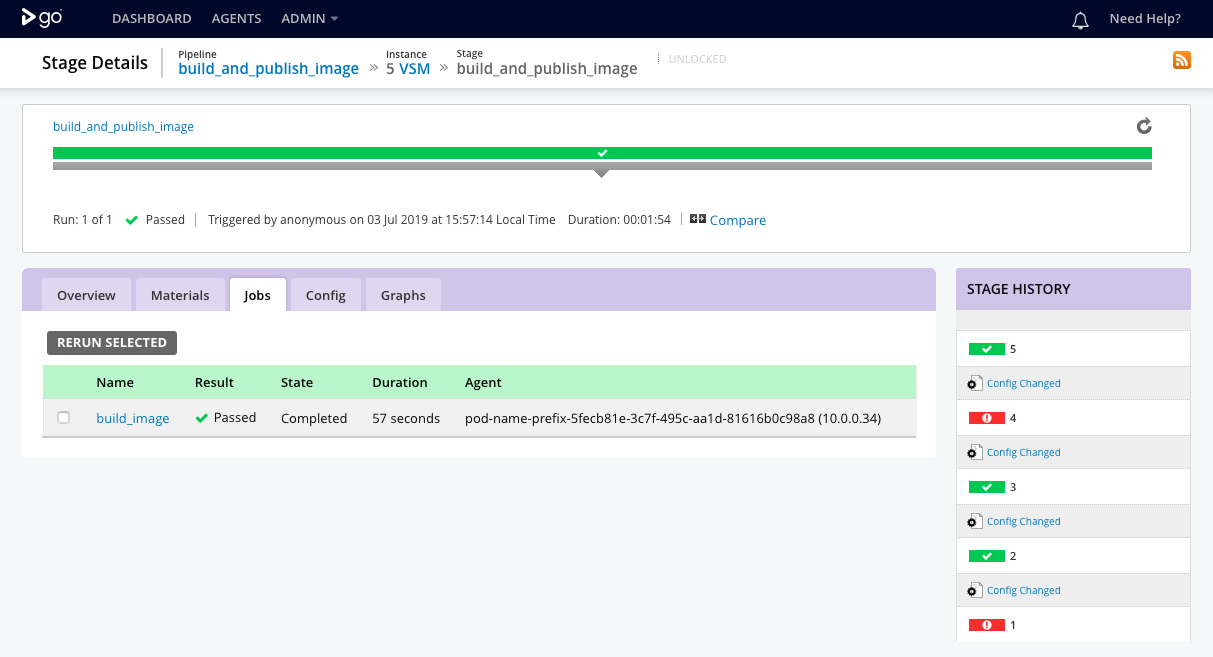 go DASHBOARD AGENTS ADMIN Need Help?
Stage Details Pipeline build_and_publish_image » Instance 5 VSM » Stage build_and_publish_image UNLOCKED
build_and_publish_image
Run: 1 of 1 Passed Triggered by anonymous on 03 Jul 2019 at 15:57:14 Local Time Duration: 00:01:54 Compare
Overview Materials Jobs Config Graphs
RERUN SELECTED
Name Result State Duration Agent
build_image Passed Completed 57 seconds pod-name-prefix-5fecb81e-3c7f-495c-aa1d-81616b0c98a8 (10.0.0.34)
STAGE HISTORY
5
Config Changed
4
Config Changed
3
Config Changed
2
Config Changed
1